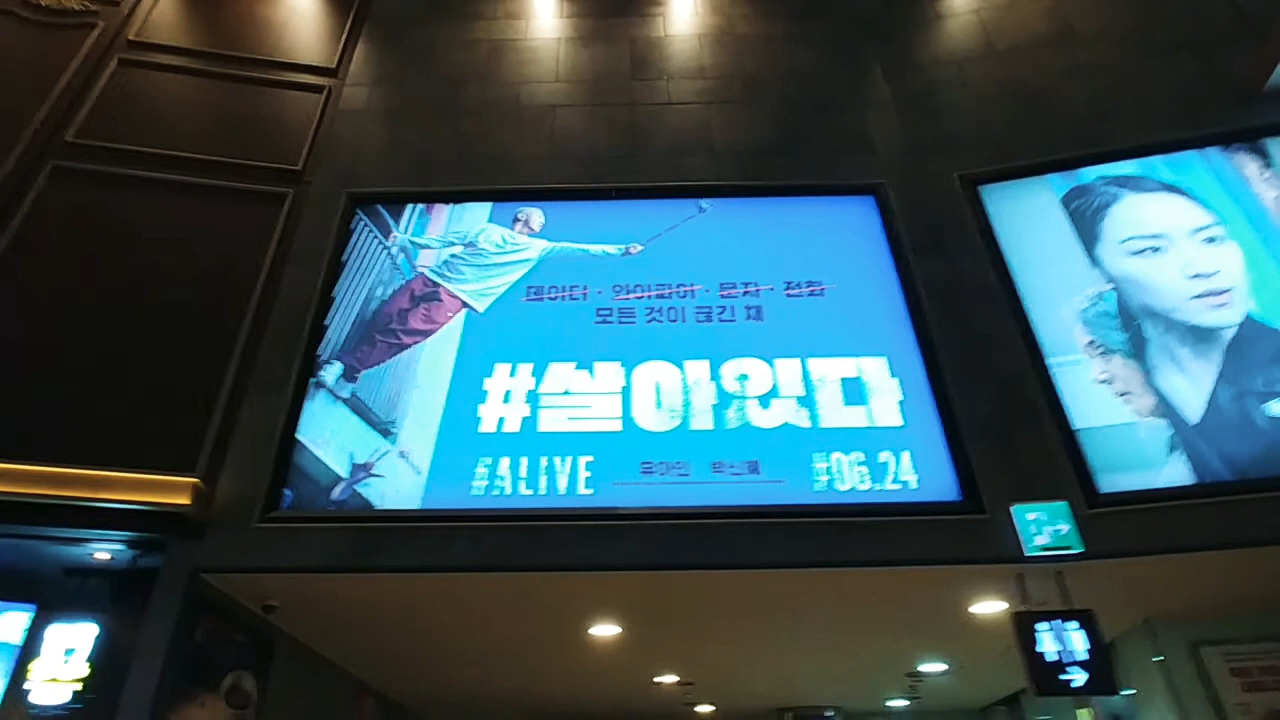 데이터 · 와이파이 · 문자 · 전화
모든 것이 끊긴 채
#살아있다
#ALIVE 유아인 박신혜 #06.24